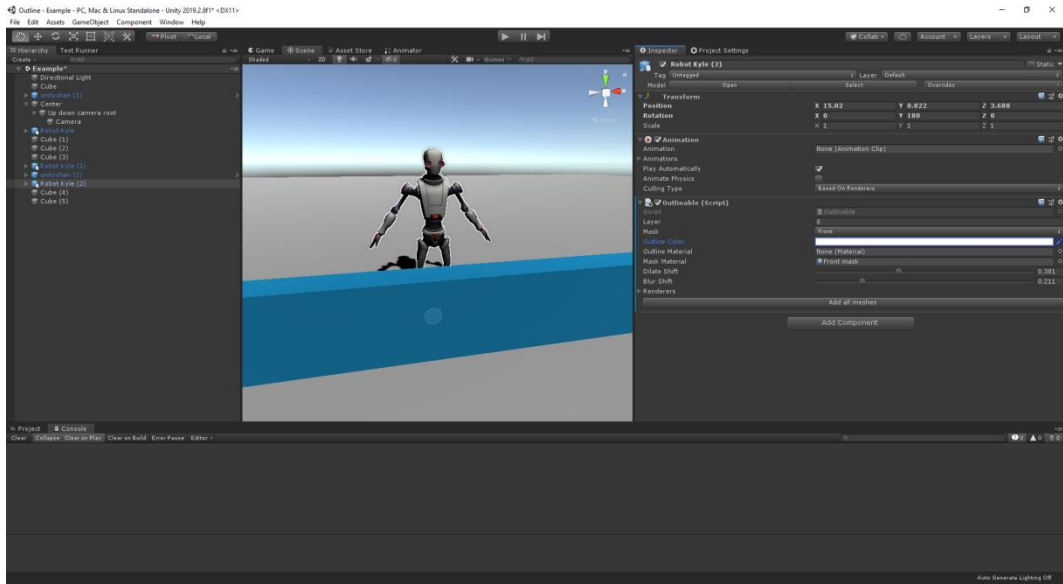 Outline - Example - PC, Mac & Linux Standalone - Unity 2019.2.8f1* <DX11>
File Edit Assets GameObject Component Window Help
Pivot Local Collab Account Layers Layout
Hierarchy Test Runner
Create All
Example*
Directional Light
Cube
unitychan (1)
Center
Up down camera root
Camera
Robot Kyle
Cube (1)
Cube (2)
Cube (3)
Robot Kyle (1)
unitychan (2)
Robot Kyle (2)
Cube (4)
Cube (5)
Game Scene Asset Store Animator
Shaded 2D 0 Gizmos All
y
x
Persp
Inspector Project Settings
Robot Kyle (2) Static
Tag Untagged Layer Default
Model Open Select Overrides
Transform
Position X 15.02 Y 0.822 Z 3.688
Rotation X 0 Y 180 Z 0
Scale X 1 Y 1 Z 1
Animation
Animation None (Animation Clip)
Animations
Play Automatically
Animate Physics
Culling Type Based On Renderers
Outlinable (Script)
Script Outlinable
Layer 0
Mask Front
Outline Color
Outline Material None (Material)
Mask Material Front mask
Dilate Shift 0.381
Blur Shift 0.211
Renderers
Add all meshes
Add Component
Project Console
Clear Collapse Clear on Play Clear on Build Error Pause Editor
Auto Generate Lighting Off